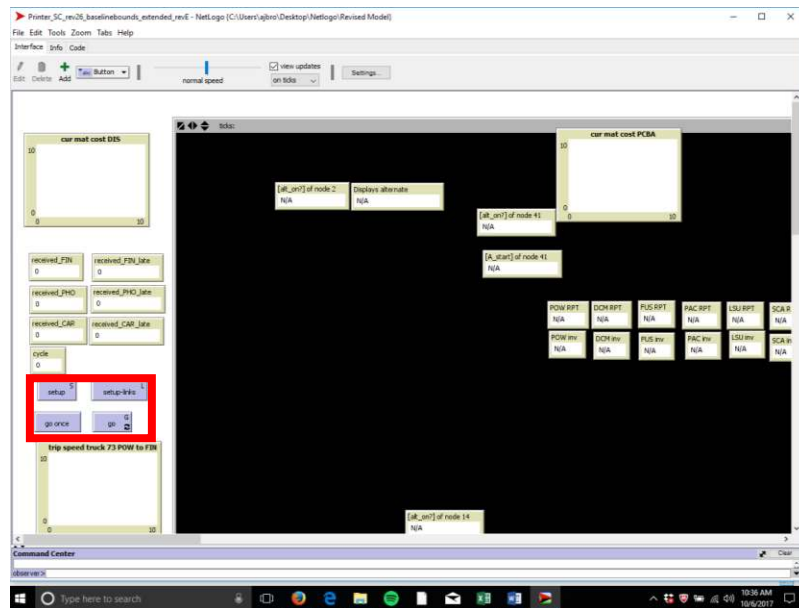 Printer_SC_rev26_baselinebounds_extended_revE - NetLogo {C:\Users\ajbro\Desktop\Netlogo\Revised Model}
File Edit Tools Zoom Tabs Help
Interface Info Code
Edit Delete Add Button normal speed view updates on ticks Settings...
ticks:
cur mat cost DIS
10
0
0 10
cur mat cost PCBA
10
0
0 10
[alt_on?] of node 2
N/A
Displays alternate
N/A
[alt_on?] of node 41
N/A
[A_start] of node 41
N/A
received_FIN
0
received_FIN_late
0
received_PHO
0
received_PHO_late
0
received_CAR
0
received_CAR_late
0
cycle
0
POW RPT DCM RPT FUS RPT PAC RPT LSU RPT SCA R
N/A N/A N/A N/A N/A N/A
POW inv DCM inv FUS inv PAC inv LSU inv SCA in
N/A N/A N/A N/A N/A N/A
setup S setup-links L
go once go G
trip speed truck 73 POW to FIN
10
0
0 10
[alt_on?] of node 14
N/A
Command Center Clear
observer>
Type here to search
10:36 AM
10/6/2017